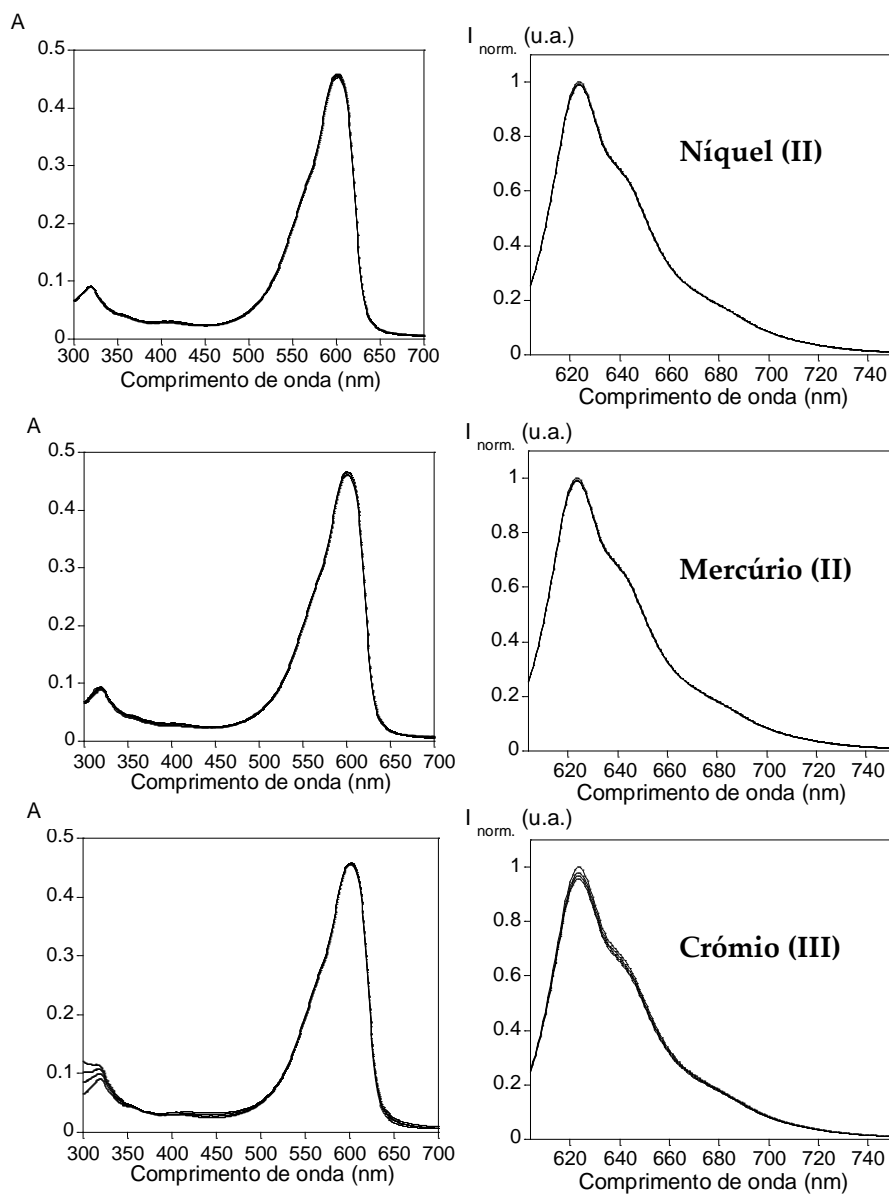 A
0.5
0.4
0.3
0.2
0.1
0
300 350 400 450 500 550 600 650 700
Comprimento de onda (nm)
I norm. (u.a.)
1
0.8
0.6
0.4
0.2
0
620 640 660 680 700 720 740
Comprimento de onda (nm)
Níquel (II)
A
0.5
0.4
0.3
0.2
0.1
0
300 350 400 450 500 550 600 650 700
Comprimento de onda (nm)
I norm. (u.a.)
1
0.8
0.6
0.4
0.2
0
620 640 660 680 700 720 740
Comprimento de onda (nm)
Mercúrio (II)
A
0.5
0.4
0.3
0.2
0.1
0
300 350 400 450 500 550 600 650 700
Comprimento de onda (nm)
I norm. (u.a.)
1
0.8
0.6
0.4
0.2
0
620 640 660 680 700 720 740
Comprimento de onda (nm)
Crómio (III)